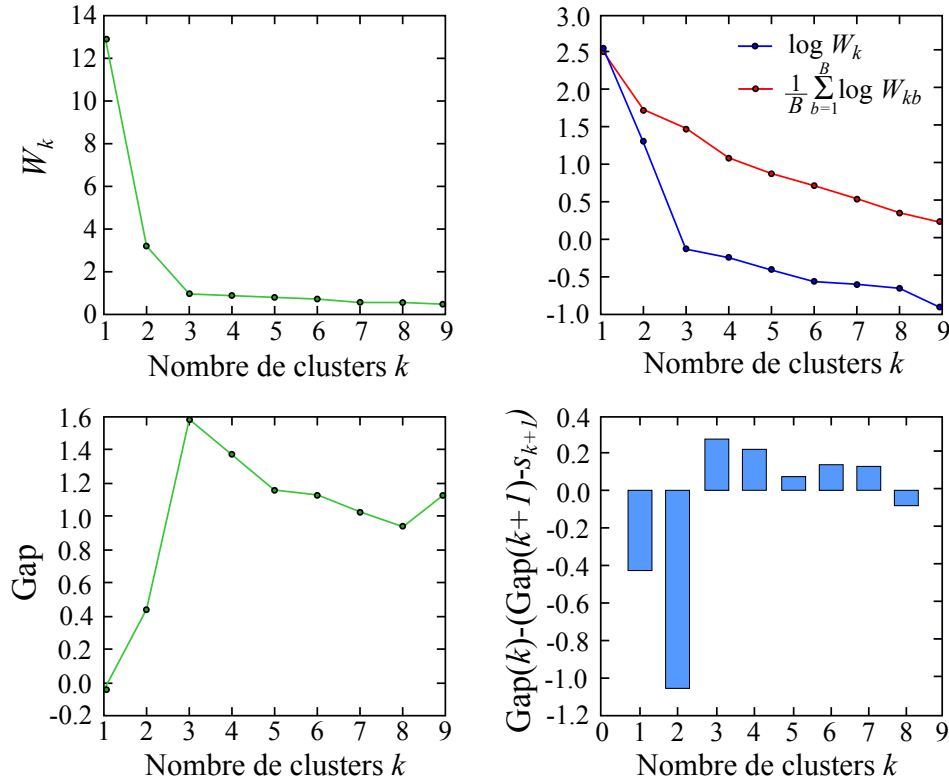 14
12
10
8
6
4
2
0
W_k
1 2 3 4 5 6 7 8 9
Nombre de clusters k
3.0
2.5
2.0
1.5
1.0
0.5
0.0
-0.5
-1.0
log W_k
1/B ∑_{b=1}^{B} log W_{kb}
1 2 3 4 5 6 7 8 9
Nombre de clusters k
1.6
1.4
1.2
1.0
0.8
0.6
0.4
0.2
0.0
-0.2
Gap
1 2 3 4 5 6 7 8 9
Nombre de clusters k
0.4
0.2
0.0
-0.2
-0.4
-0.6
-0.8
-1.0
-1.2
Gap(k)-(Gap(k+1)-s_{k+1})
0 1 2 3 4 5 6 7 8 9
Nombre de clusters k